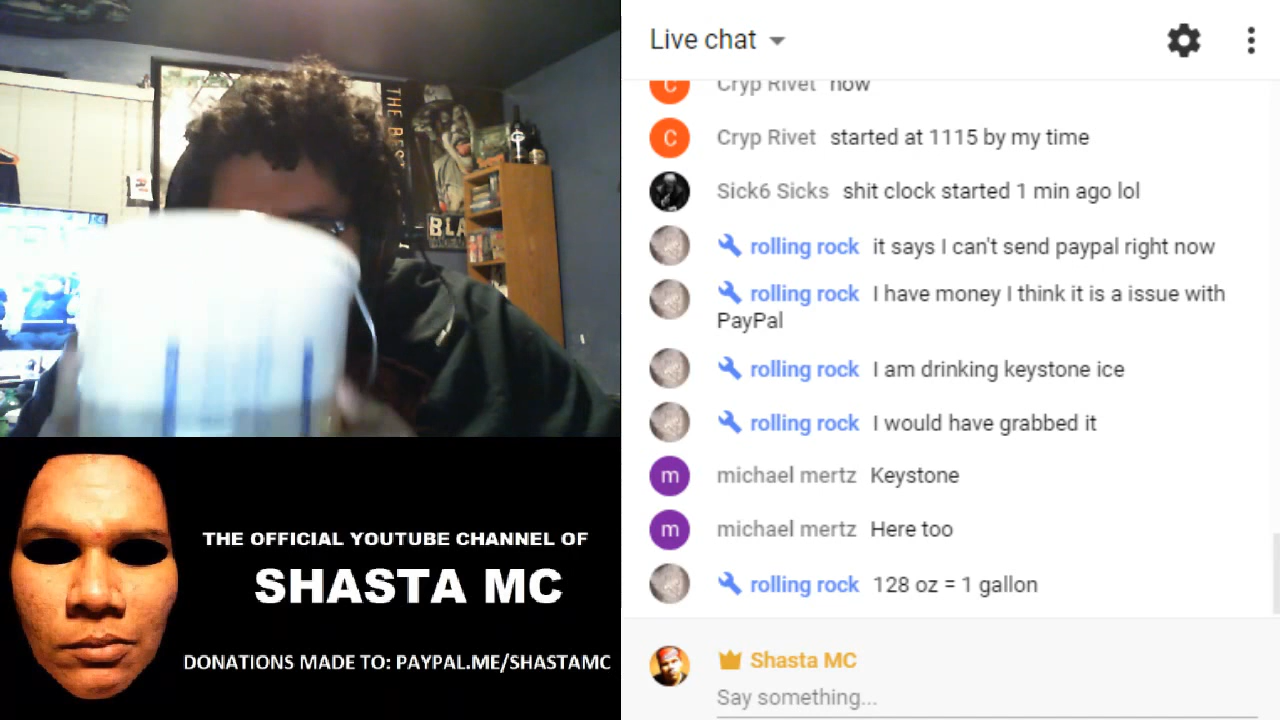 THE BEST
BLA
THE OFFICIAL YOUTUBE CHANNEL OF
SHASTA MC
DONATIONS MADE TO: PAYPAL.ME/SHASTAMC
Live chat
C
Cryp Rivet now
C
Cryp Rivet started at 1115 by my time
Sick6 Sicks shit clock started 1 min ago lol
rolling rock it says I can't send paypal right now
rolling rock I have money I think it is a issue with
PayPal
rolling rock I am drinking keystone ice
rolling rock I would have grabbed it
m
michael mertz Keystone
m
michael mertz Here too
rolling rock 128 oz = 1 gallon
Shasta MC
Say something...